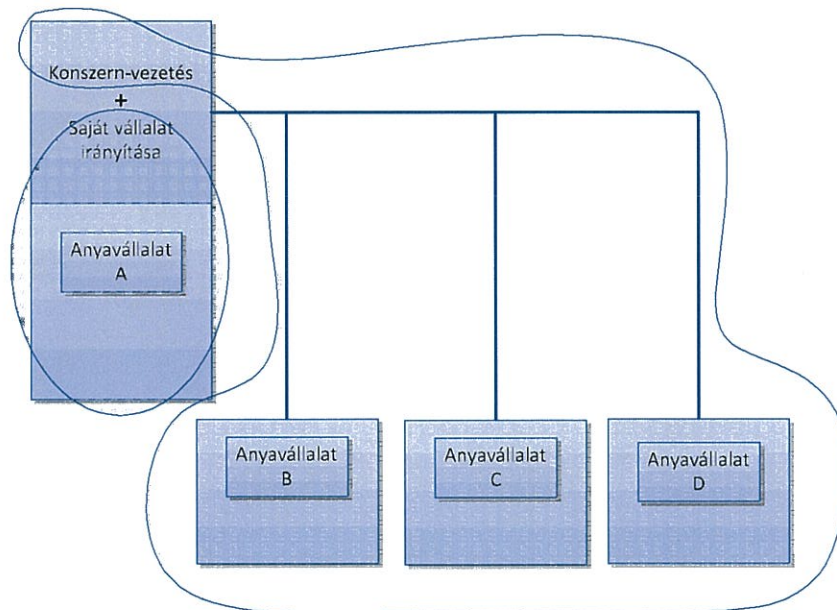 Konszern-vezetés
+
Saját vállalat
irányítása
Anyavállalat
A
Anyavállalat
B
Anyavállalat
C
Anyavállalat
D